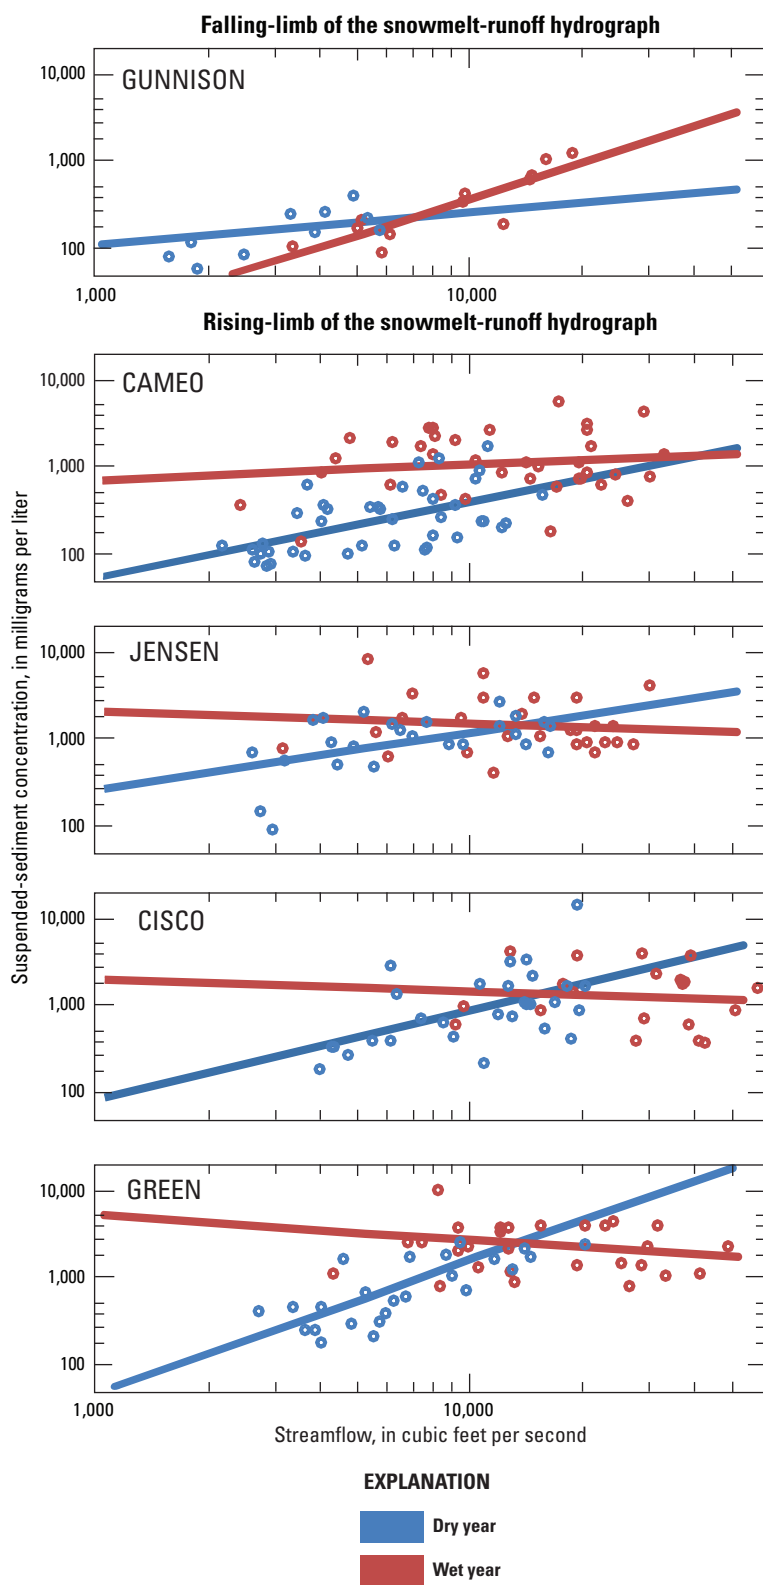 Falling-limb of the snowmelt-runoff hydrograph
10,000
GUNNISON
1,000
100
1,000
10,000
Rising-limb of the snowmelt-runoff hydrograph
10,000
CAMEO
1,000
100
JENSEN
10,000
1,000
100
Suspended-sediment concentration, in milligrams per liter
10,000
CISCO
1,000
100
10,000
GREEN
1,000
100
1,000
10,000
Streamflow, in cubic feet per second
EXPLANATION
Dry year
Wet year